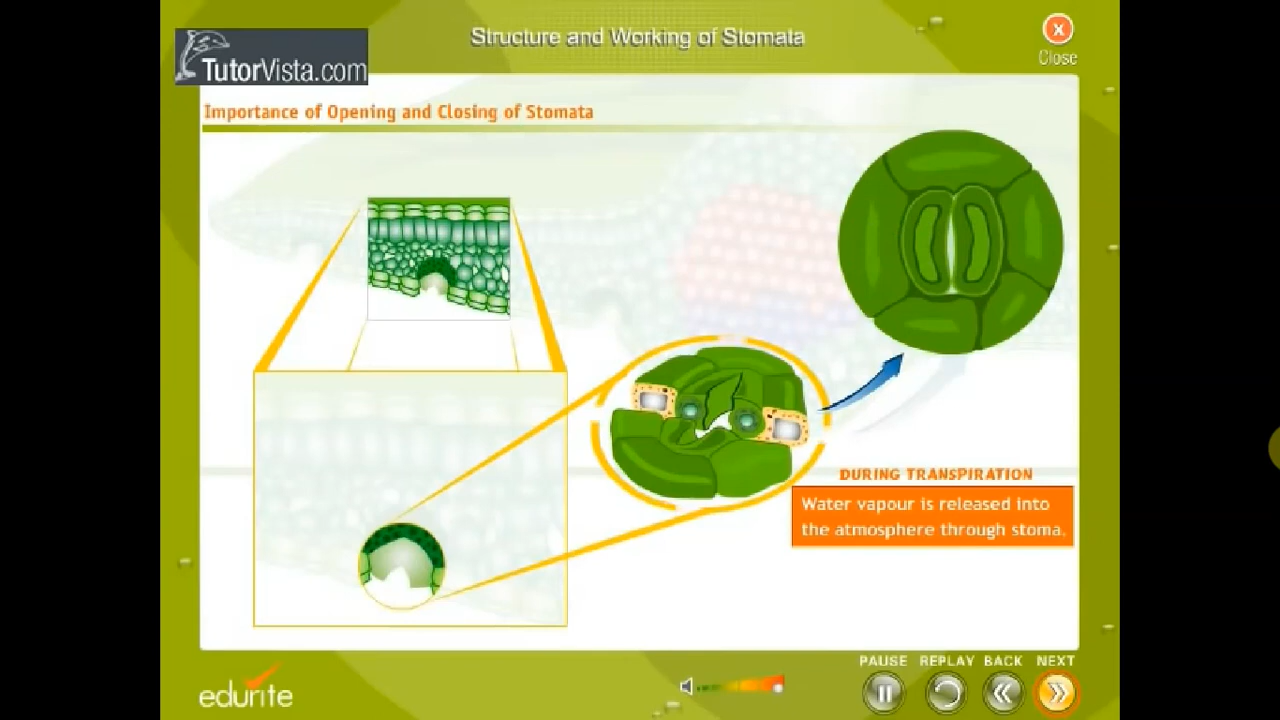 Structure and Working of Stomata
X
Close
TutorVista.com
Importance of Opening and Closing of Stomata
DURING TRANSPIRATION
Water vapour is released into
the atmosphere through stoma.
PAUSE REPLAY BACK NEXT
edurite